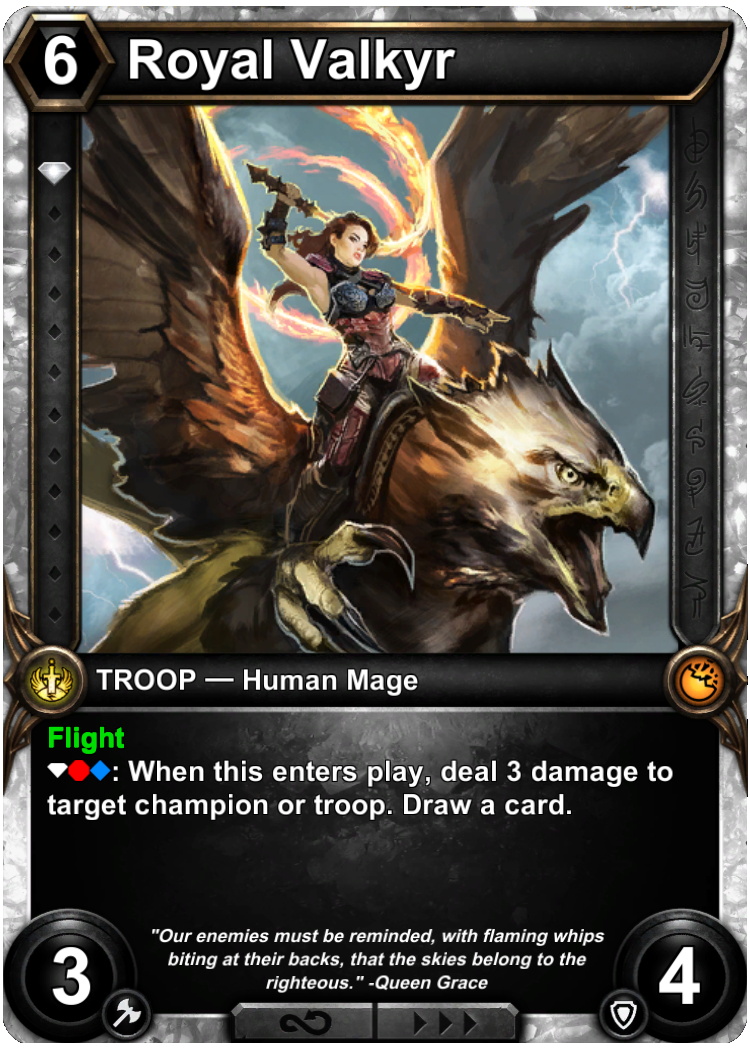 6 Royal Valkyr
TROOP — Human Mage
Flight
: When this enters play, deal 3 damage to
target champion or troop. Draw a card.
"Our enemies must be reminded, with flaming whips
biting at their backs, that the skies belong to the
righteous." -Queen Grace
3
4